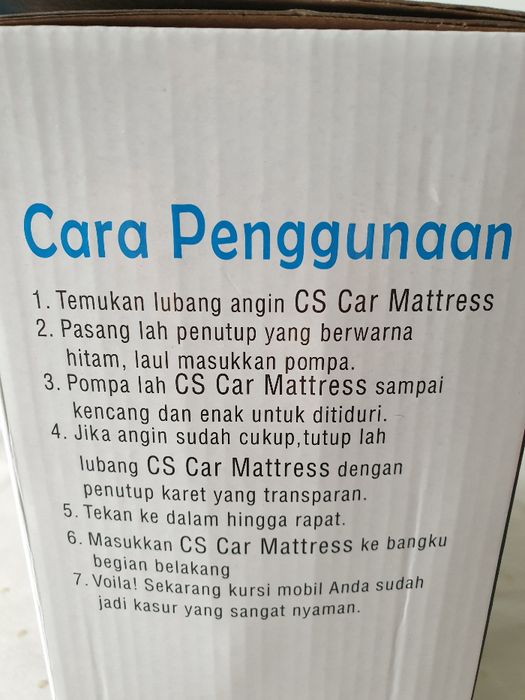 Cara Penggunaan
1. Temukan lubang angin CS Car Mattress
2. Pasang lah penutup yang berwarna
hitam, laul masukkan pompa.
3. Pompa lah CS Car Mattress sampai
kencang dan enak untuk ditiduri.
4. Jika angin sudah cukup,tutup lah
lubang CS Car Mattress dengan
penutup karet yang transparan.
5. Tekan ke dalam hingga rapat.
6. Masukkan CS Car Mattress ke bangku
begian belakang
7. Voila! Sekarang kursi mobil Anda sudah
jadi kasur yang sangat nyaman.